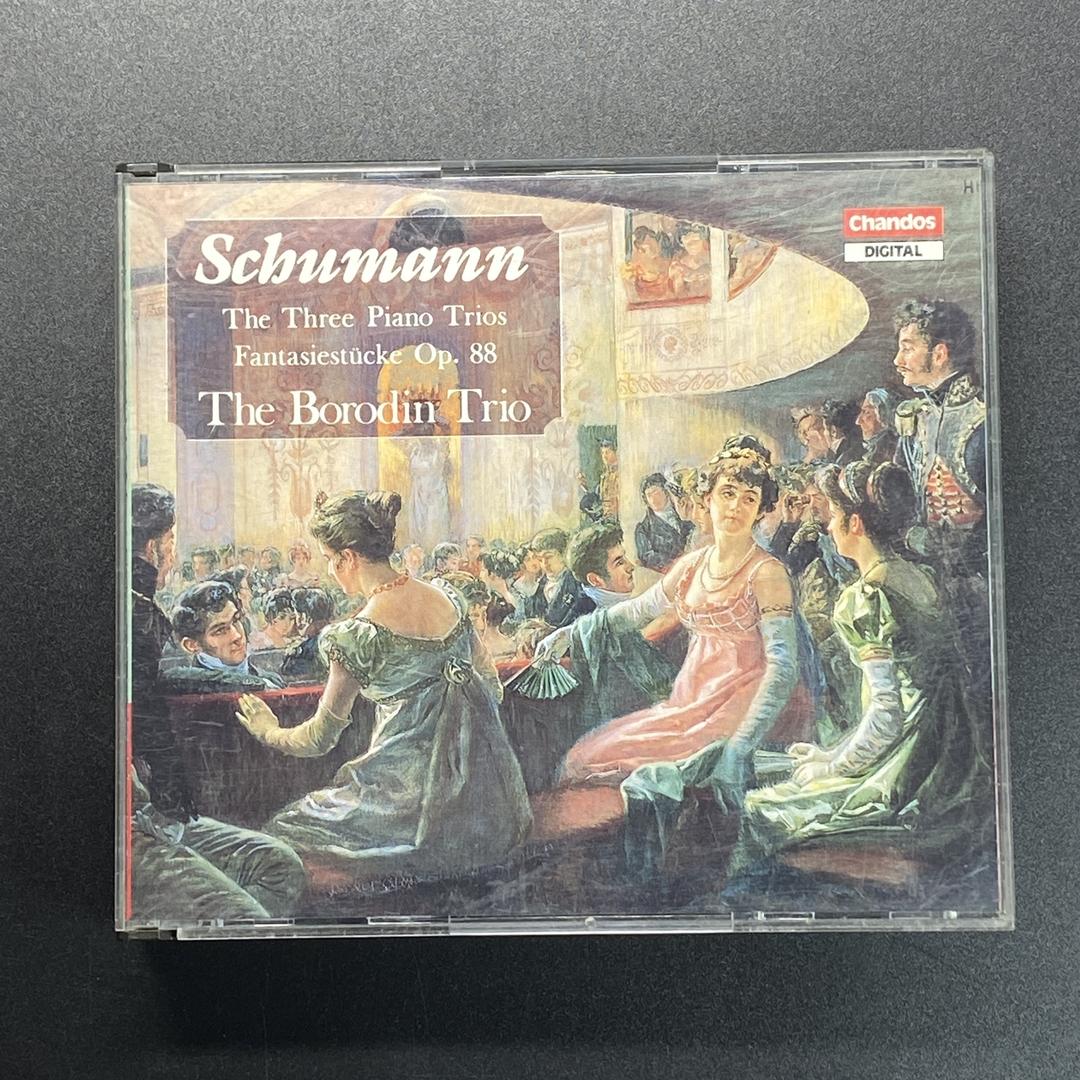 Schumann
The Three Piano Trios
Fantasiestücke Op. 88
The Borodin Trio
Chandos
DIGITAL